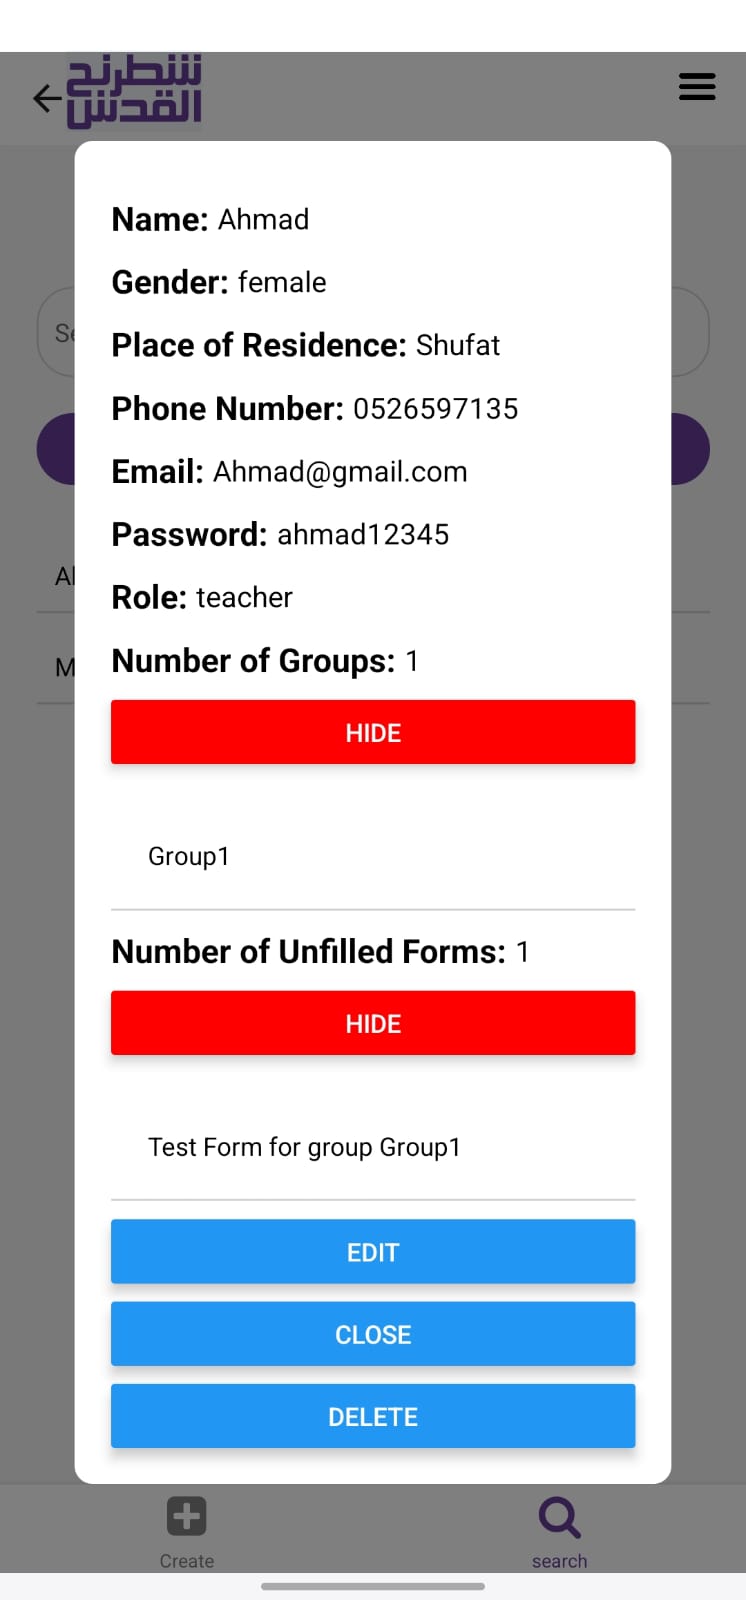 شطرنج
القدس
Name: Ahmad
Gender: female
Place of Residence: Shufat
Phone Number: 0526597135
Email: Ahmad@gmail.com
Password: ahmad12345
Role: teacher
Number of Groups: 1
HIDE
Group1
Number of Unfilled Forms: 1
HIDE
Test Form for group Group1
EDIT
CLOSE
DELETE
Create
search